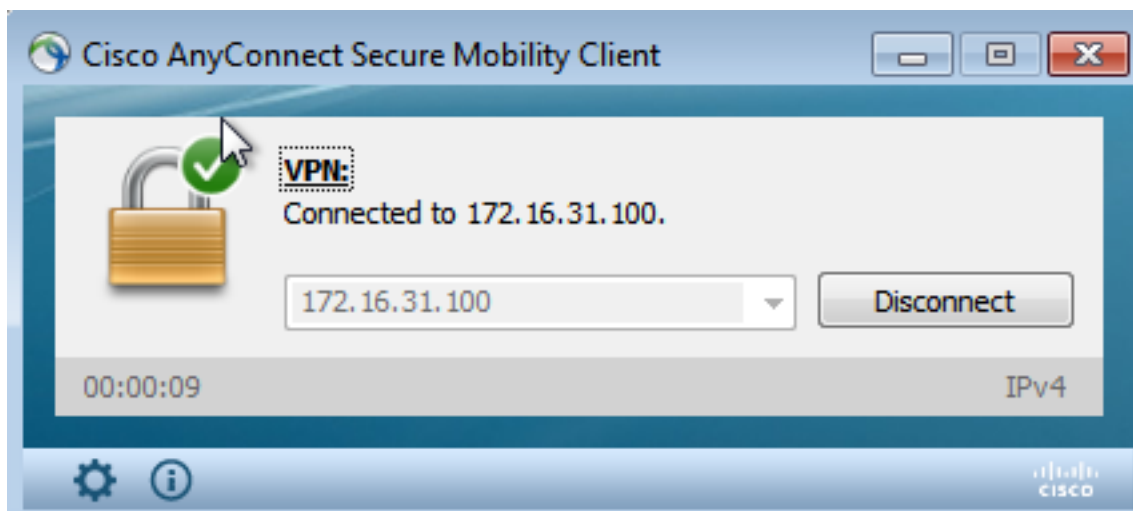 Cisco AnyConnect Secure Mobility Client
VPN:
Connected to 172.16.31.100.
172.16.31.100
Disconnect
00:00:09
IPv4
CISCO